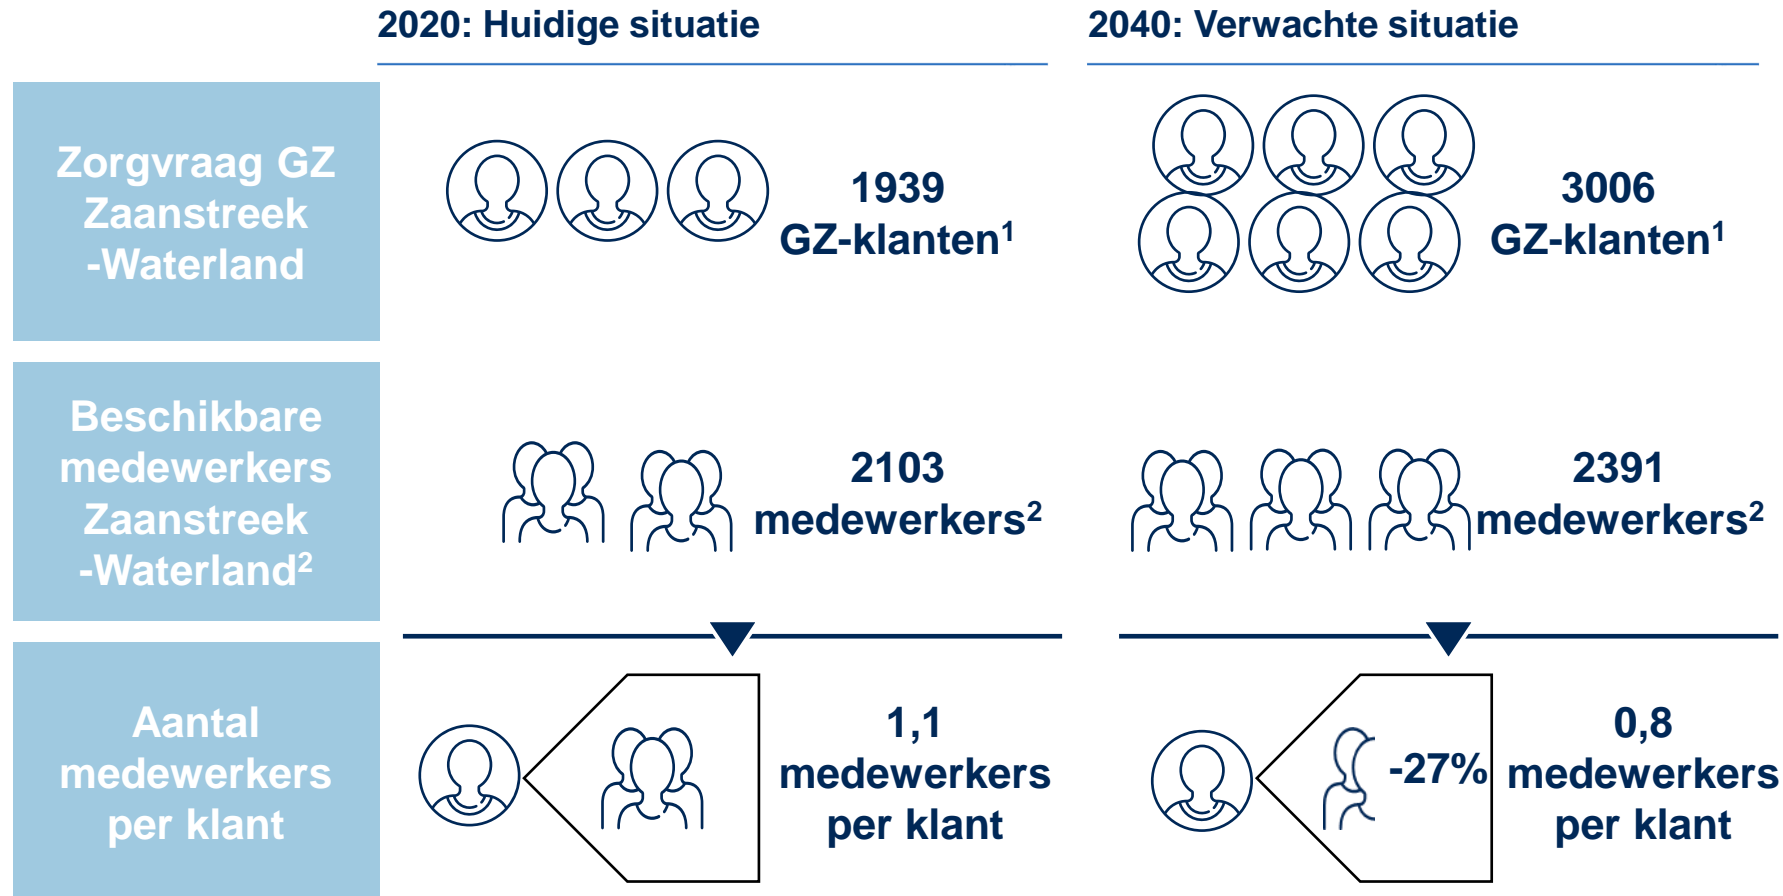 2020: Huidige situatie
2040: Verwachte situatie
Zorgvraag GZ
Zaanstreek
-Waterland
1939
GZ-klanten¹
3006
GZ-klanten¹
Beschikbare
medewerkers
Zaanstreek
-Waterland²
2103
medewerkers²
2391
medewerkers²
Aantal
medewerkers
per klant
1,1
medewerkers
per klant
-27%
0,8
medewerkers
per klant